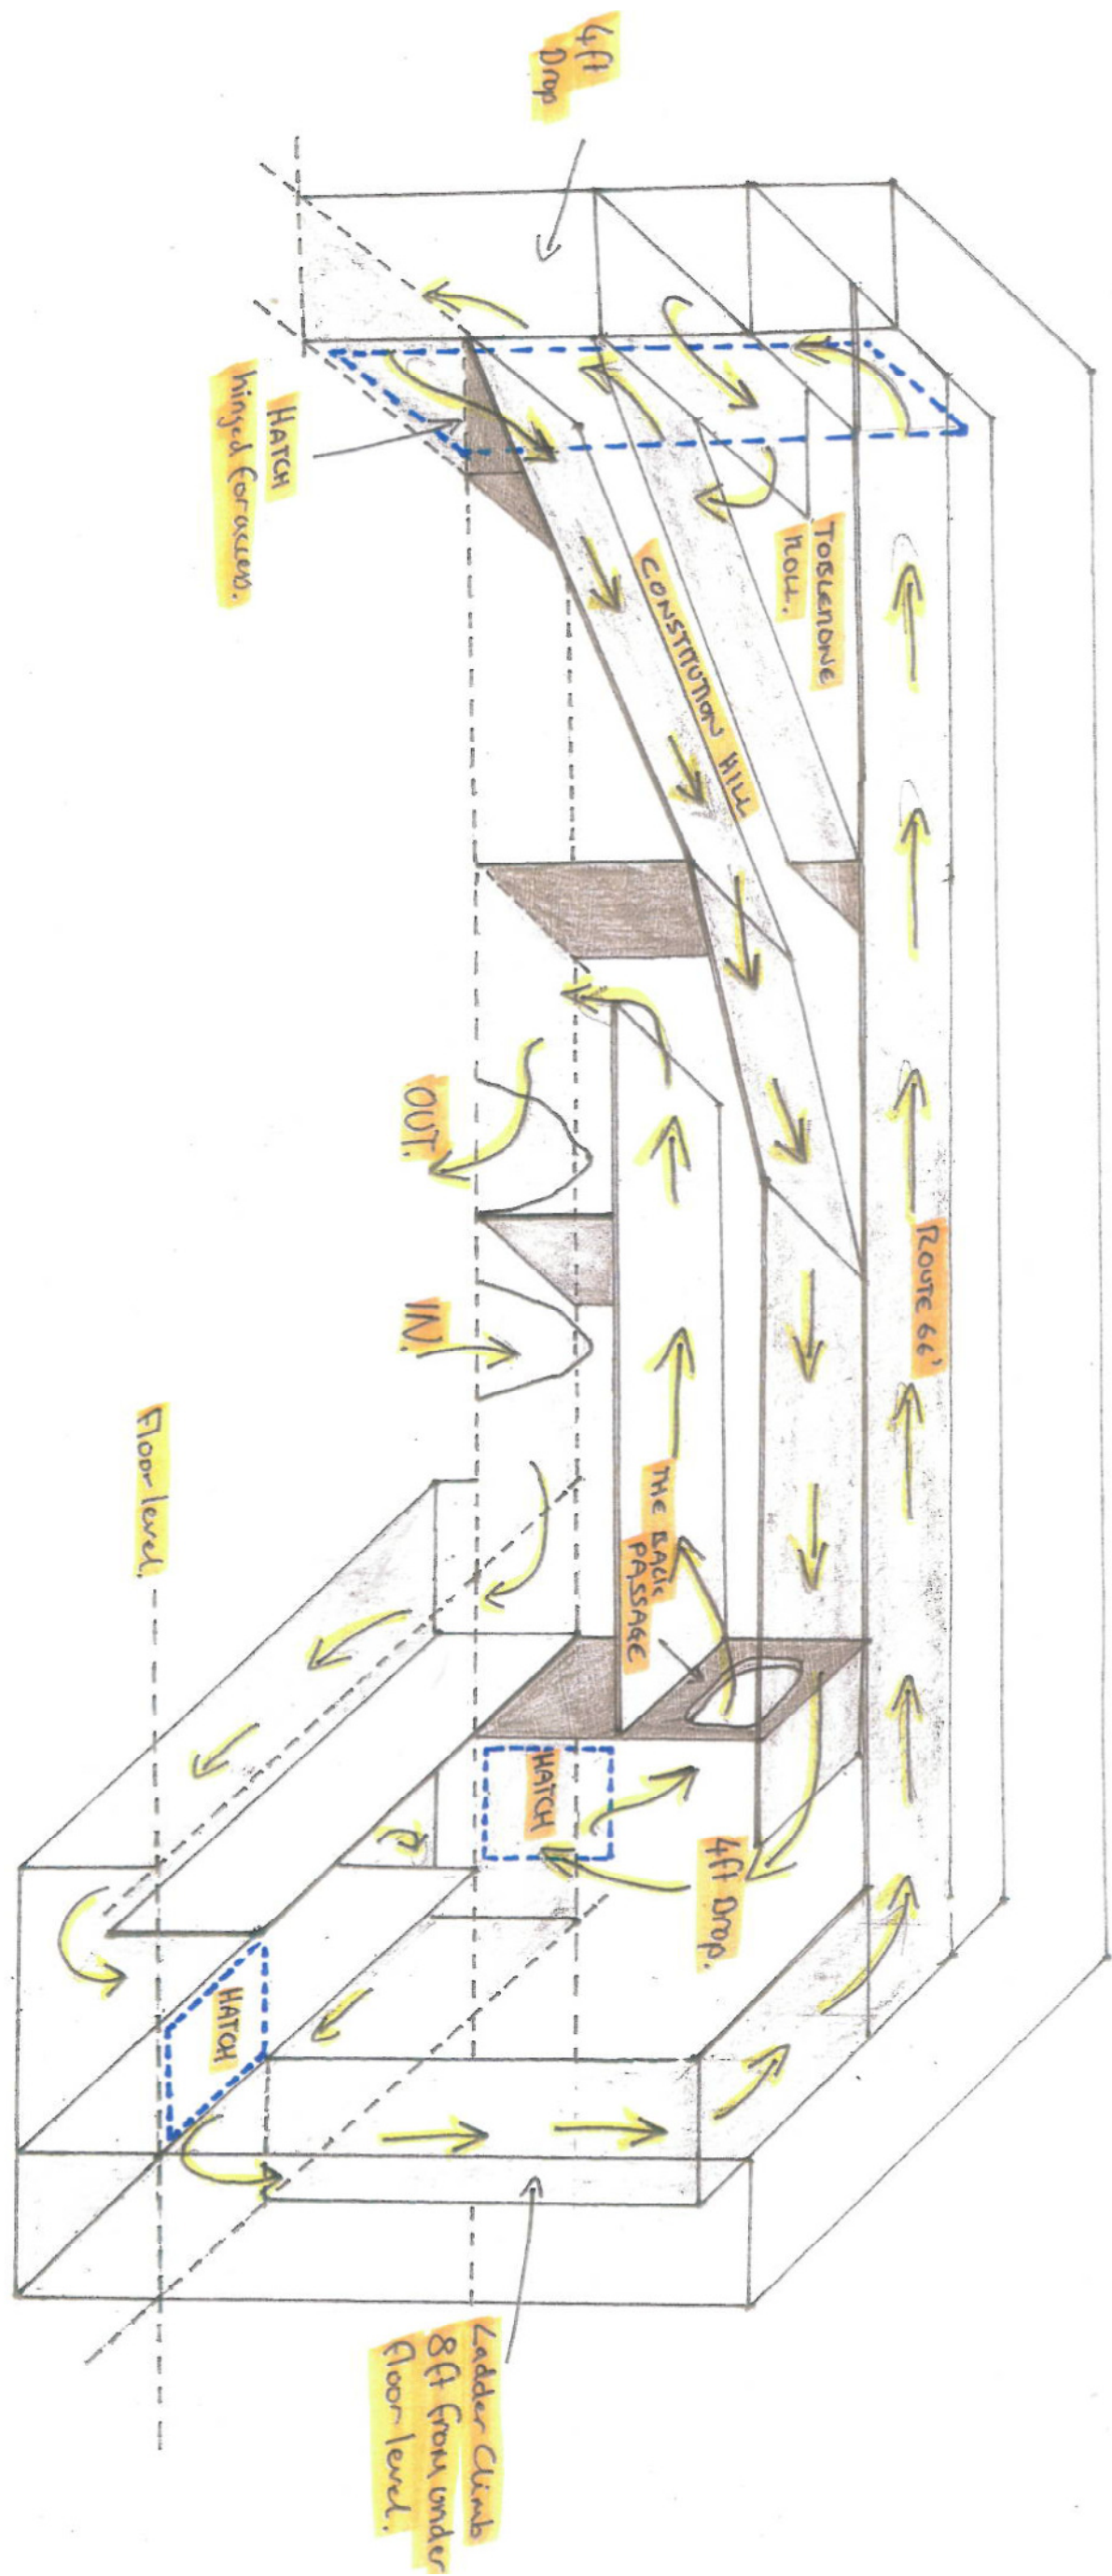 ROUTE 66'
TOBLERONE
ROLL.
CONSTITUTION HILL
THE BACK
PASSAGE
4ft Drop.
4ft
Drop
HATCH
HATCH
hinged for access.
OUT.
IN.
Ladder Climb
8ft from under
floor level.
HATCH
Floor level.